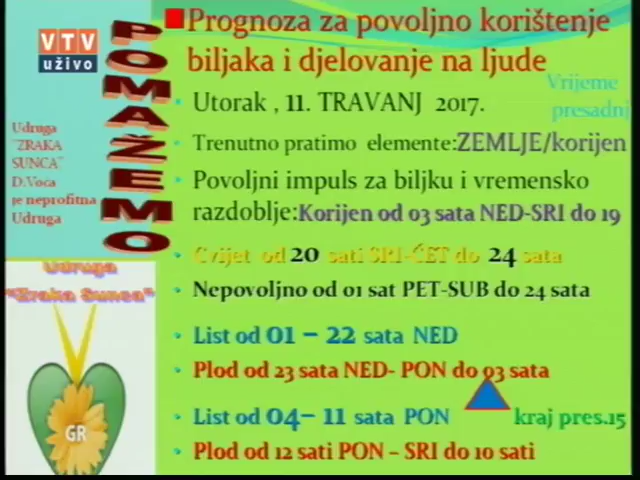 VTV
uživo
POMAŽEMO
Udruga
"ZRAKA
SUNCA"
D.Voća
je neprofitna
Udruga
Udruga
"Zraka Sunca"
GR
Prognoza za povoljno korištenje
biljaka i djelovanje na ljude
Vrijeme
presadnj
• Utorak , 11. TRAVANJ 2017.
• Trenutno pratimo elemente:ZEMLJE/korijen
• Povoljni impuls za biljku i vremensko
razdoblje:Korijen od 03 sata NED-SRI do 19
• Cvijet od 20 sati SRI-ČET do 24 sata
• Nepovoljno od 01 sat PET-SUB do 24 sata
• List od 01 – 22 sata NED
• Plod od 23 sata NED- PON do 03 sata
• List od 04– 11 sata PON kraj pres.15
• Plod od 12 sati PON – SRI do 10 sati